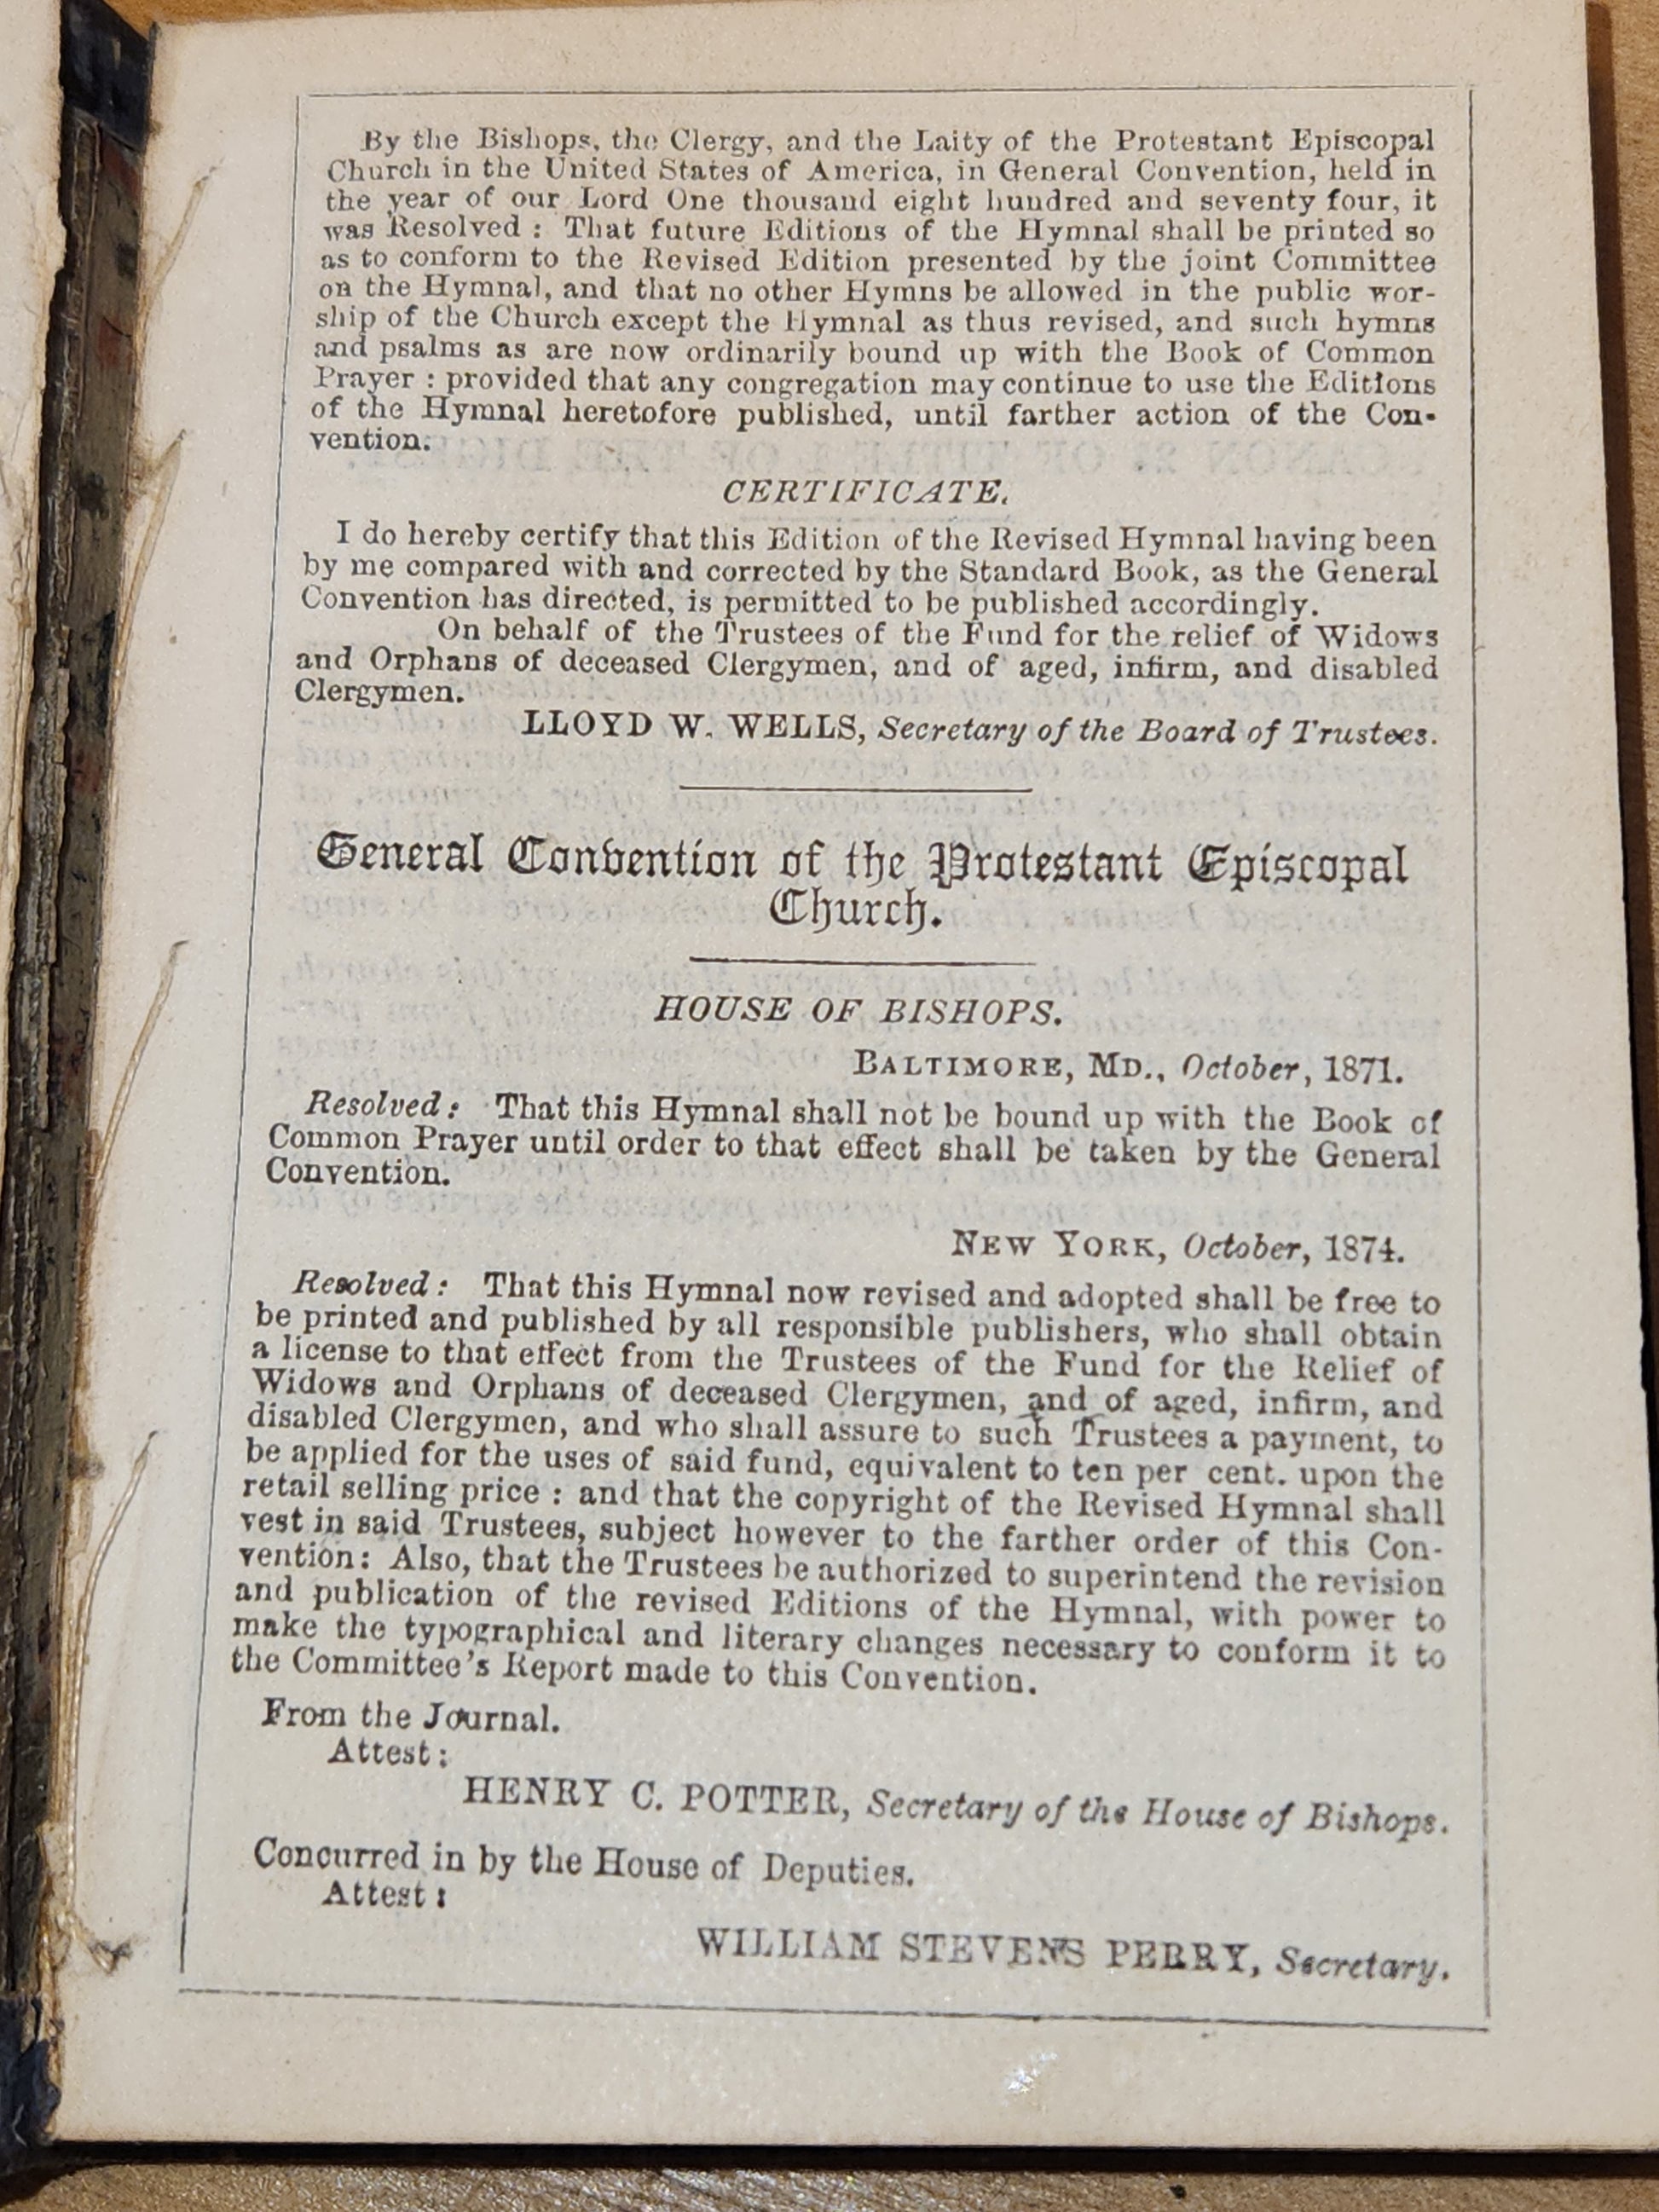 By the Bishops, the Clergy, and the Laity of the Protestant Episcopal
Church in the United States of America, in General Convention, held in
the year of our Lord One thousand eight hundred and seventy four, it
was Resolved : That future Editions of the Hymnal shall be printed so
as to conform to the Revised Edition presented by the joint Committee
on the Hymnal, and that no other Hymns be allowed in the public wor-
ship of the Church except the Hymnal as thus revised, and such hymns
and psalms as are now ordinarily bound up with the Book of Common
Prayer : provided that any congregation may continue to use the Editions
of the Hymnal heretofore published, until farther action of the Con-
vention.
CERTIFICATE.
I do hereby certify that this Edition of the Revised Hymnal having been
by me compared with and corrected by the Standard Book, as the General
Convention has directed, is permitted to be published accordingly.
On behalf of the Trustees of the Fund for the relief of Widows
and Orphans of deceased Clergymen, and of aged, infirm, and disabled
Clergymen.
LLOYD W. WELLS, Secretary of the Board of Trustees.
General Convention of the Protestant Episcopal
Church.
HOUSE OF BISHOPS.
BALTIMORE, MD., October, 1871.
Resolved : That this Hymnal shall not be bound up with the Book of
Common Prayer until order to that effect shall be taken by the General
Convention.
NEW YORK, October, 1874.
Resolved : That this Hymnal now revised and adopted shall be free to
be printed and published by all responsible publishers, who shall obtain
a license to that effect from the Trustees of the Fund for the Relief of
Widows and Orphans of deceased Clergymen, and of aged, infirm, and
disabled Clergymen, and who shall assure to such Trustees a payment, to
be applied for the uses of said fund, equivalent to ten per cent. upon the
retail selling price : and that the copyright of the Revised Hymnal shall
vest in said Trustees, subject however to the farther order of this Con-
vention: Also, that the Trustees be authorized to superintend the revision
and publication of the revised Editions of the Hymnal, with power to
make the typographical and literary changes necessary to conform it to
the Committee's Report made to this Convention.
From the Journal.
Attest :
HENRY C. POTTER, Secretary of the House of Bishops.
Concurred in by the House of Deputies.
Attest :
WILLIAM STEVENS PERRY, Secretary.